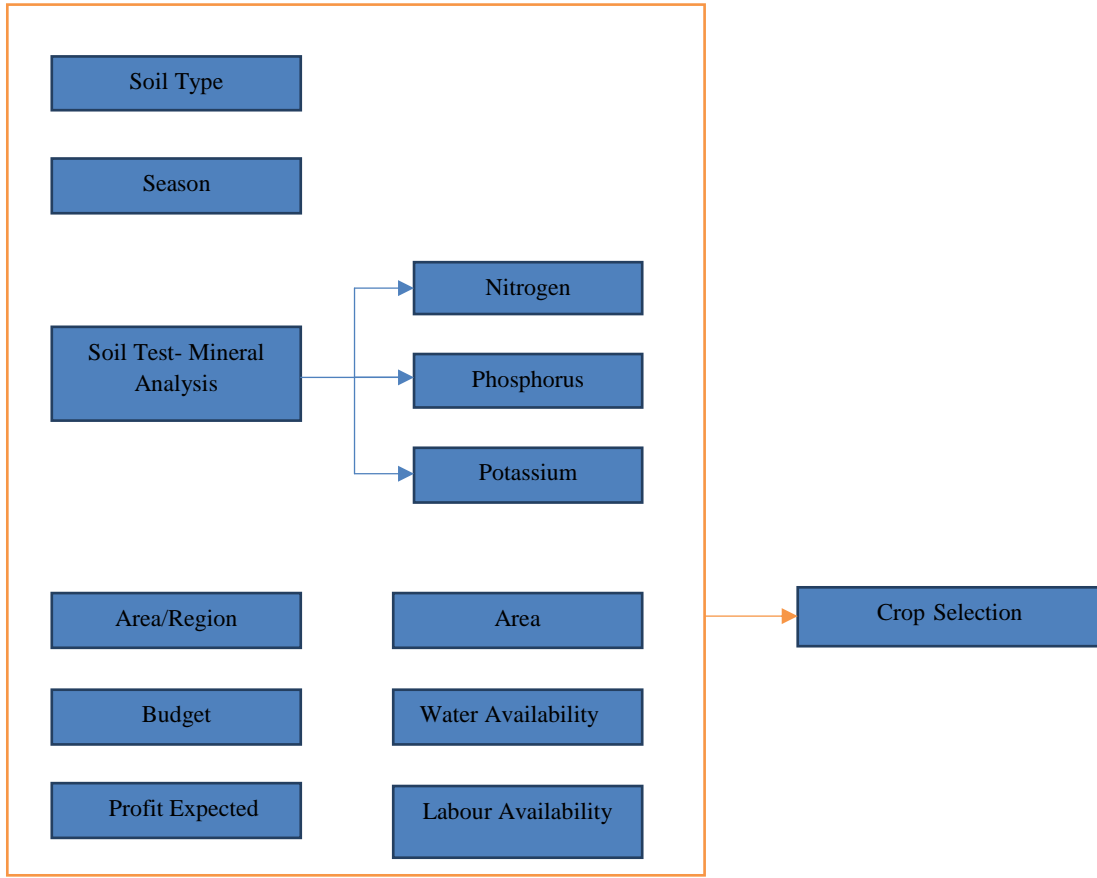 Soil Type
Season
Nitrogen
Soil Test- Mineral
Analysis
Phosphorus
Potassium
Area/Region
Area
Crop Selection
Budget
Water Availability
Profit Expected
Labour Availability